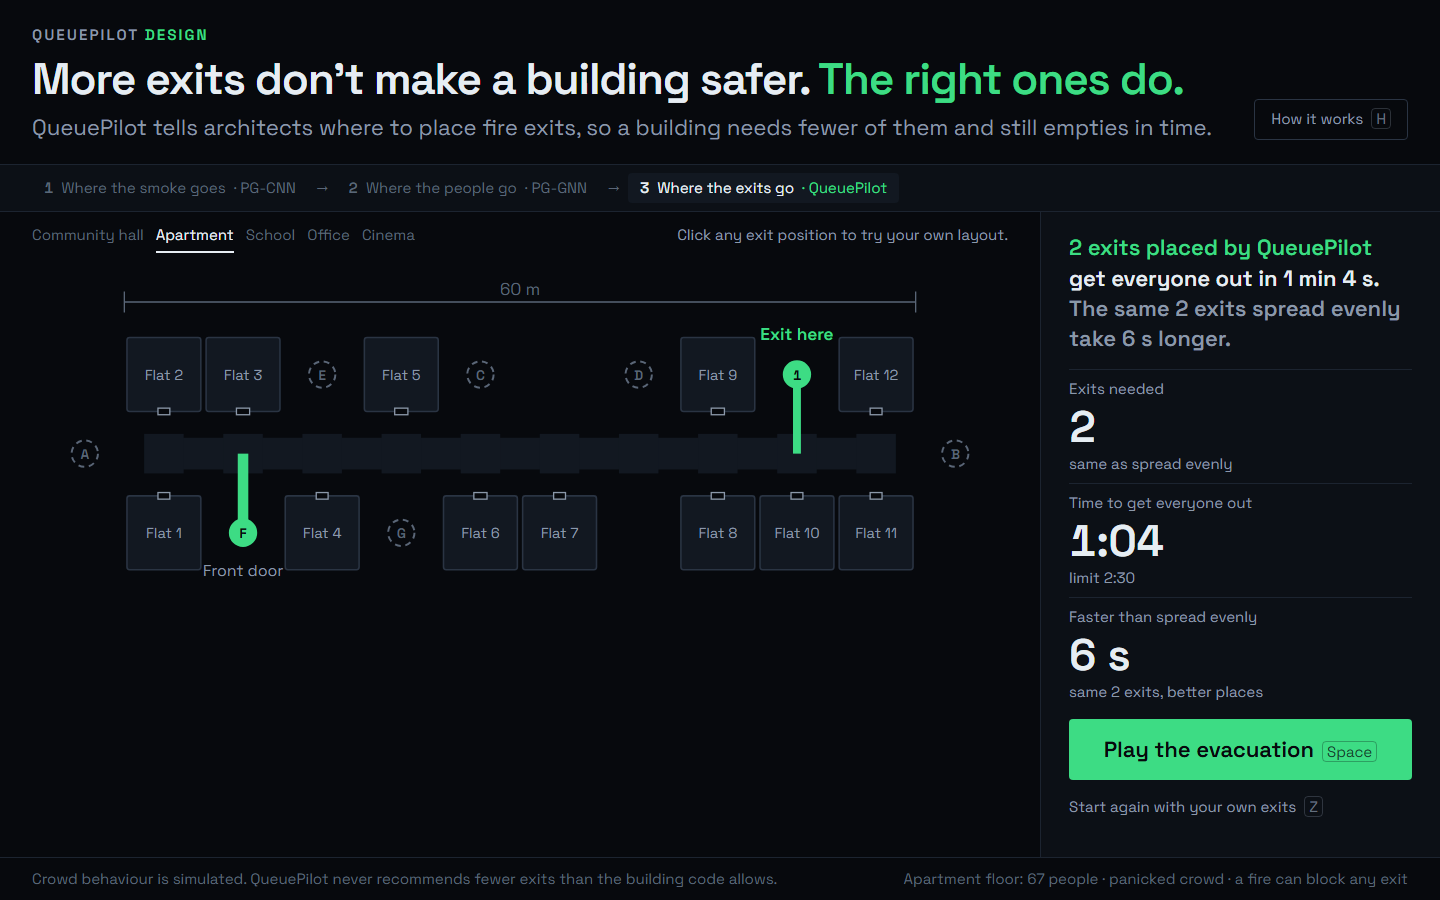 QUEUEPILOT DESIGN
More exits don't make a building safer. The right ones do.
QueuePilot tells architects where to place fire exits, so a building needs fewer of them and still empties in time.
How it works H
1 Where the smoke goes · PG-CNN → 2 Where the people go · PG-GNN → 3 Where the exits go · QueuePilot
Community hall Apartment School Office Cinema
Click any exit position to try your own layout.
60 m
Exit here
Flat 2 Flat 3 E Flat 5 C D Flat 9 1 Flat 12
A B
Flat 1 F Flat 4 G Flat 6 Flat 7 Flat 8 Flat 10 Flat 11
Front door
2 exits placed by QueuePilot
get everyone out in 1 min 4 s.
The same 2 exits spread evenly
take 6 s longer.
Exits needed
2
same as spread evenly
Time to get everyone out
1:04
limit 2:30
Faster than spread evenly
6 s
same 2 exits, better places
Play the evacuation Space
Start again with your own exits Z
Crowd behaviour is simulated. QueuePilot never recommends fewer exits than the building code allows.
Apartment floor: 67 people · panicked crowd · a fire can block any exit